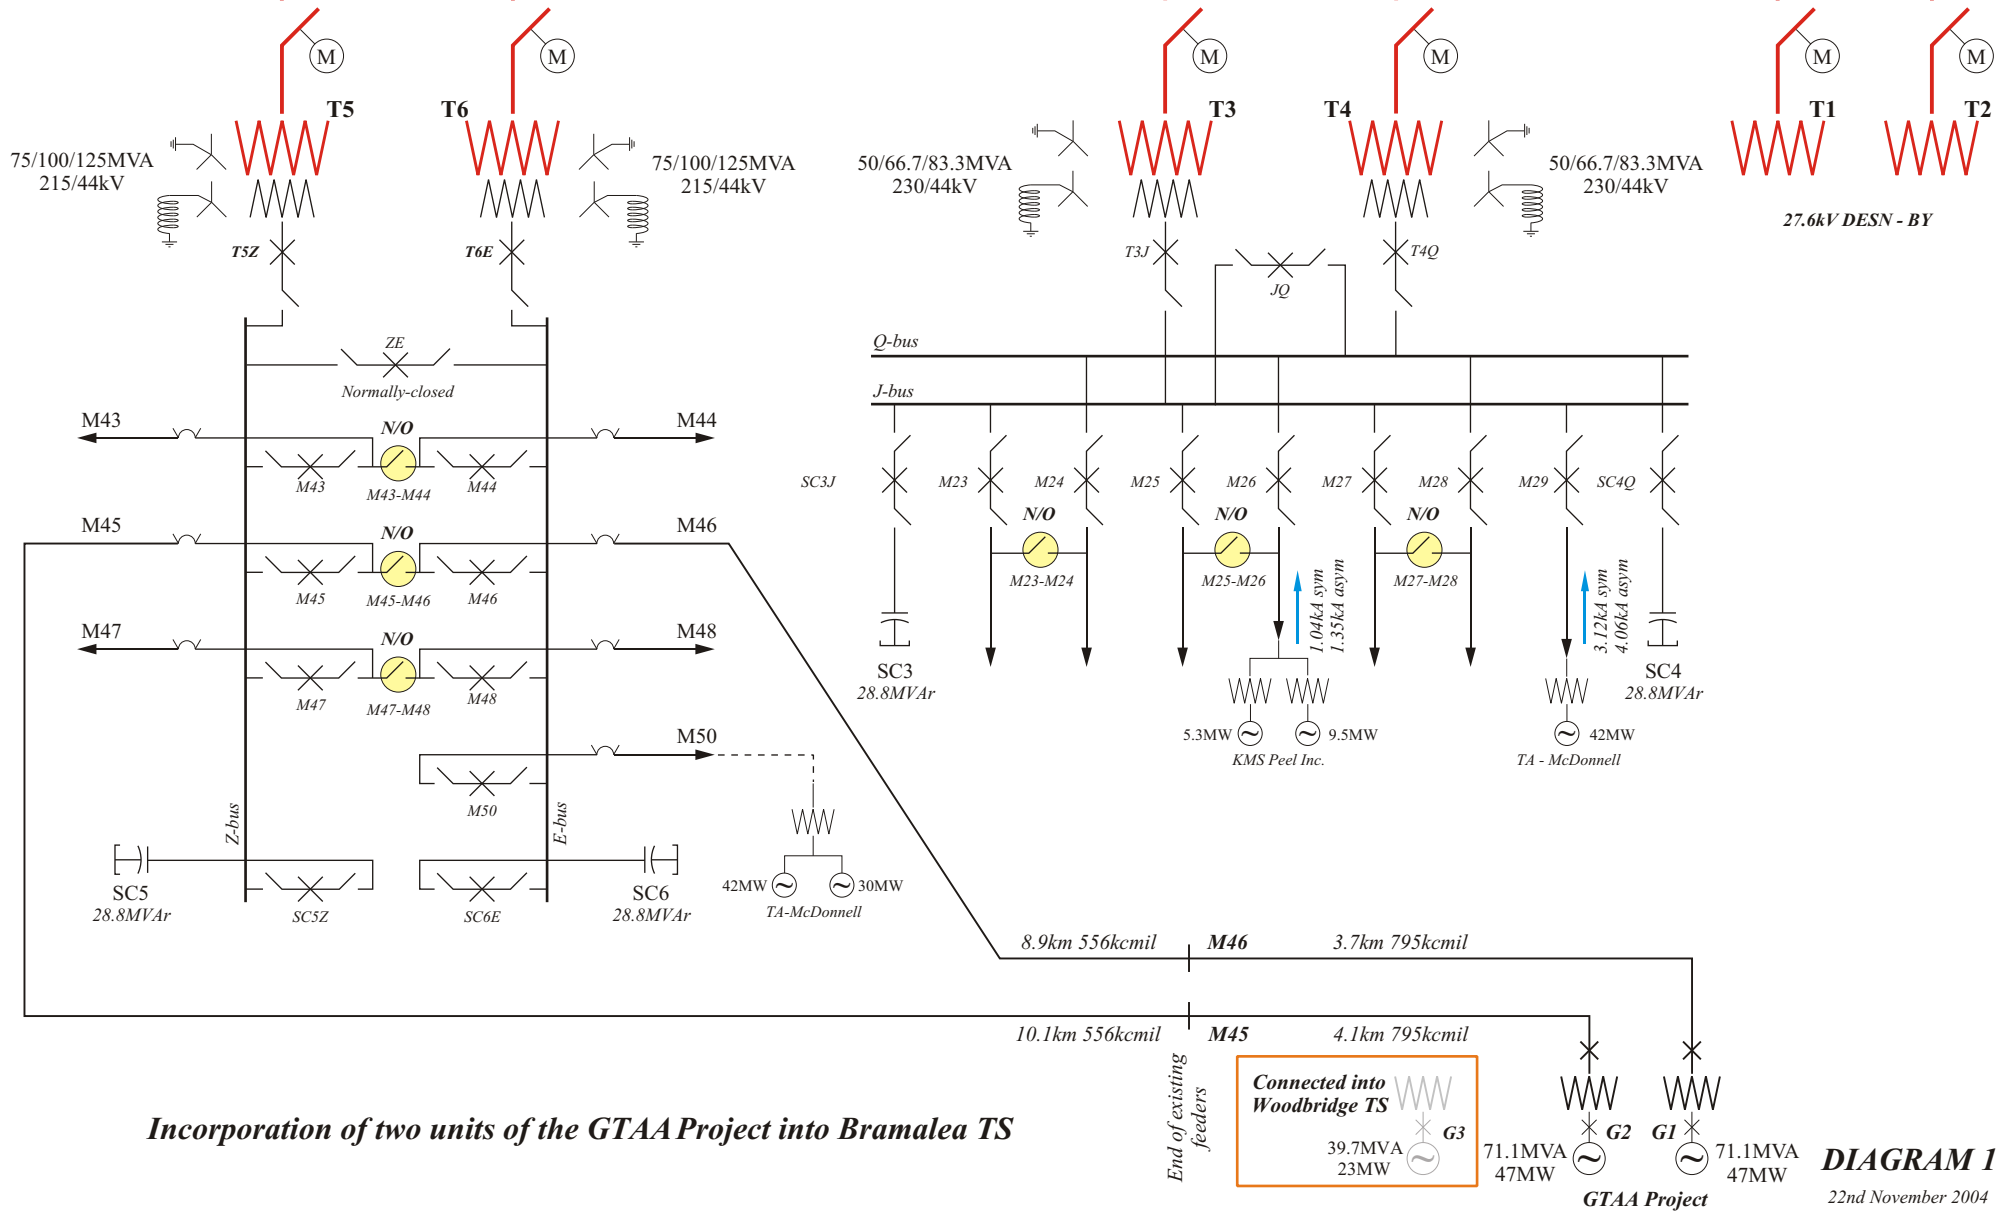 M
M
M
M
M
M
T5
T6
T3
T4
T1
T2
75/100/125MVA
215/44kV
75/100/125MVA
215/44kV
50/66.7/83.3MVA
230/44kV
50/66.7/83.3MVA
230/44kV
27.6kV DESN - BY
T5Z
T6E
T3J
T4Q
JQ
ZE
Normally-closed
Q-bus
J-bus
M43
N/O
M44
M43
M43-M44
M44
M45
N/O
M46
M45
M45-M46
M46
M47
N/O
M48
M47
M47-M48
M48
M50
M50
Z-bus
E-bus
SC5
28.8MVAr
SC5Z
SC6E
SC6
28.8MVAr
42MW
30MW
TA-McDonnell
SC3J
M23
M24
M25
M26
M27
M28
M29
SC4Q
N/O
N/O
N/O
M23-M24
M25-M26
M27-M28
1.04kA sym
1.35kA asym
3.12kA sym
4.06kA asym
SC3
28.8MVAr
SC4
28.8MVAr
5.3MW
9.5MW
KMS Peel Inc.
42MW
TA - McDonnell
8.9km 556kcmil
M46
3.7km 795kcmil
10.1km 556kcmil
M45
4.1km 795kcmil
End of existing
feeders
Connected into
Woodbridge TS
G3
39.7MVA
23MW
G2
G1
71.1MVA
47MW
71.1MVA
47MW
GTAA Project
Incorporation of two units of the GTAA Project into Bramalea TS
DIAGRAM 1
22nd November 2004